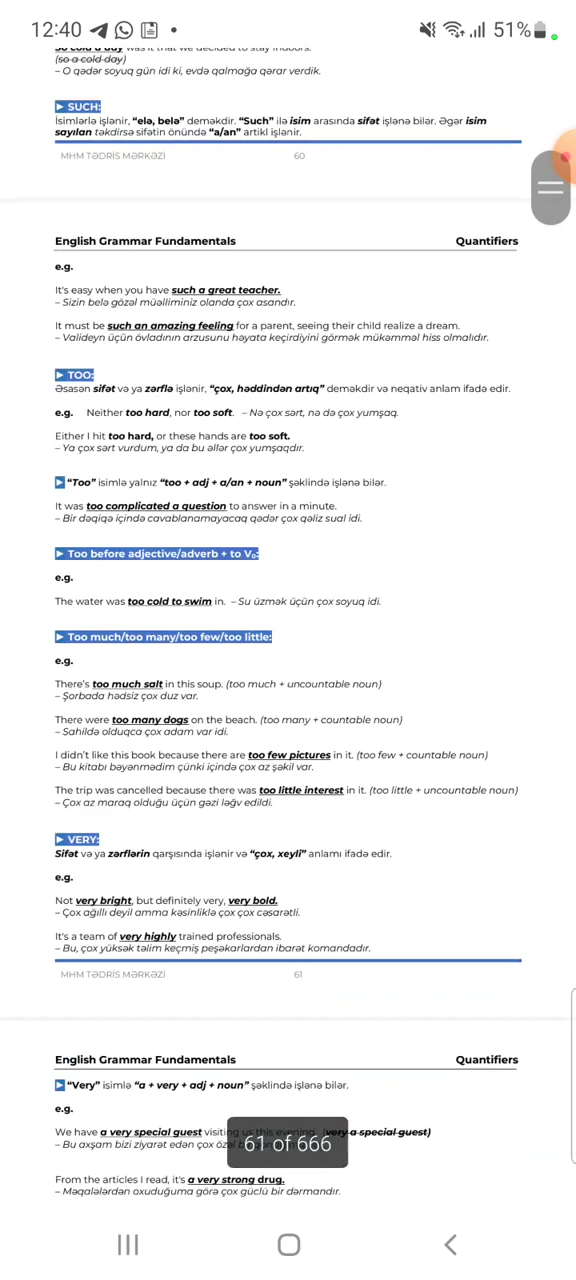 12:40
51%
So cold a day was it that we decided to stay indoors.
(so a cold day)
– O qədər soyuq gün idi ki, evdə qalmağa qərar verdik.
► SUCH:
İsimlərlə işlənir, “elə, belə” deməkdir. “Such” ilə isim arasında sifət işlənə bilər. Əgər isim
sayılan təkdirsə sifətin önündə “a/an” artikl işlənir.
MHM TƏDRİS MƏRKƏZİ 60
English Grammar Fundamentals Quantifiers
e.g.
It's easy when you have such a great teacher.
– Sizin belə gözəl müəlliminiz olanda çox asandır.
It must be such an amazing feeling for a parent, seeing their child realize a dream.
– Valideyn üçün övladının arzusunu həyata keçirdiyini görmək mükəmməl hiss olmalıdır.
► TOO:
Əsasən sifət və ya zərflə işlənir, “çox, həddindən artıq” deməkdir və neqativ anlam ifadə edir.
e.g. Neither too hard, nor too soft. – Nə çox sərt, nə də çox yumşaq.
Either I hit too hard, or these hands are too soft.
– Ya çox sərt vurdum, ya da bu əllər çox yumşaqdır.
► “Too” isimlə yalnız “too + adj + a/an + noun” şəklində işlənə bilər.
It was too complicated a question to answer in a minute.
– Bir dəqiqə içində cavablanamayacaq qədər çox qəliz sual idi.
► Too before adjective/adverb + to V₀:
e.g.
The water was too cold to swim in. – Su üzmək üçün çox soyuq idi.
► Too much/too many/too few/too little:
e.g.
There's too much salt in this soup. (too much + uncountable noun)
– Şorbada hədsiz çox duz var.
There were too many dogs on the beach. (too many + countable noun)
– Sahildə olduqca çox adam var idi.
I didn't like this book because there are too few pictures in it. (too few + countable noun)
– Bu kitabı bəyənmədim çünki içində çox az şəkil var.
The trip was cancelled because there was too little interest in it. (too little + uncountable noun)
– Çox az maraq olduğu üçün gəzi ləğv edildi.
► VERY:
Sifət və ya zərflərin qarşısında işlənir və “çox, xeyli” anlamı ifadə edir.
e.g.
Not very bright, but definitely very, very bold.
– Çox ağıllı deyil amma kəsinliklə çox çox cəsarətli.
It's a team of very highly trained professionals.
– Bu, çox yüksək təlim keçmiş peşəkarlardan ibarət komandadır.
MHM TƏDRİS MƏRKƏZİ 61
English Grammar Fundamentals Quantifiers
► “Very” isimlə “a + very + adj + noun” şəklində işlənə bilər.
e.g.
We have a very special guest visiting us this evening. (very a special guest)
– Bu axşam bizi ziyarət edən çox özəl
61 of 666
From the articles I read, it's a very strong drug.
– Məqalələrdən oxuduğuma görə çox güclü bir dərmandır.